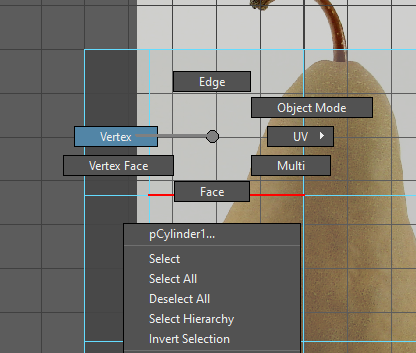 Edge
Object Mode
Vertex
UV
Vertex Face
Multi
Face
pCylinder1...
Select
Select All
Deselect All
Select Hierarchy
Invert Selection